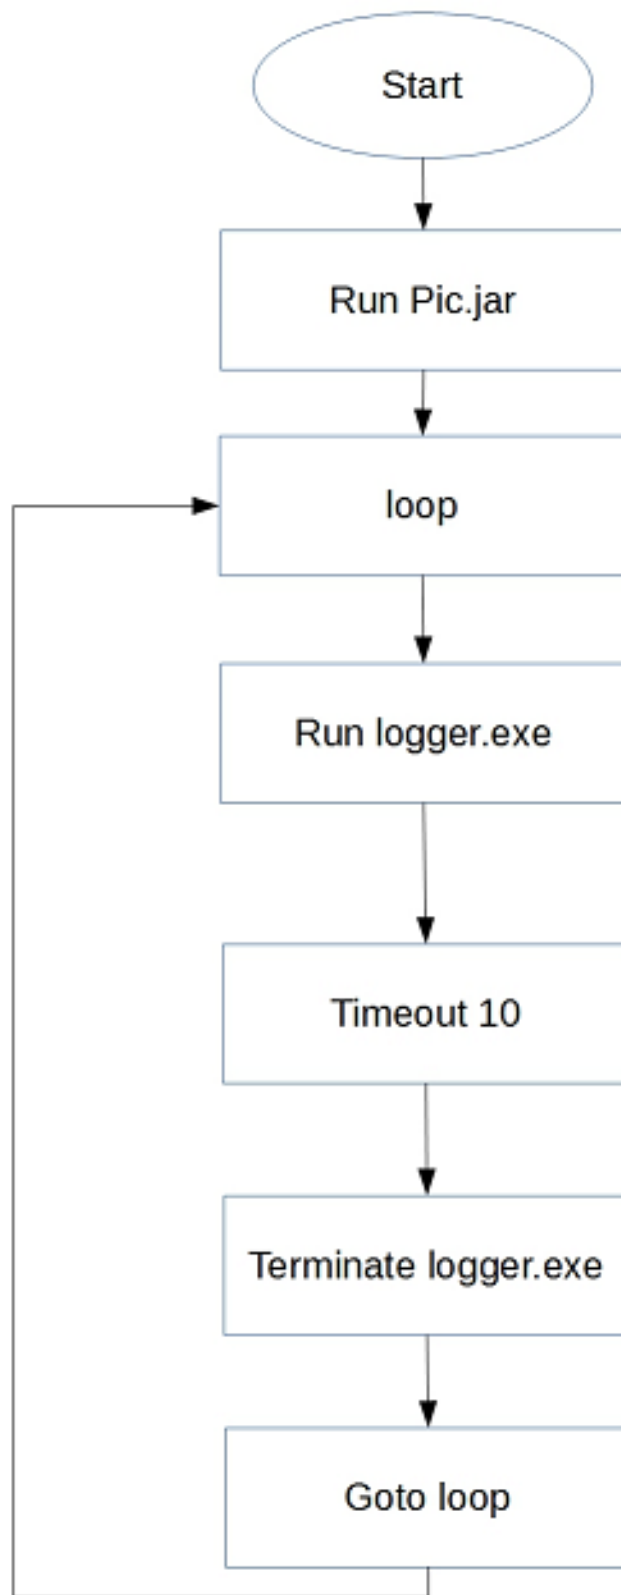 Start
Run Pic.jar
loop
Run logger.exe
Timeout 10
Terminate logger.exe
Goto loop